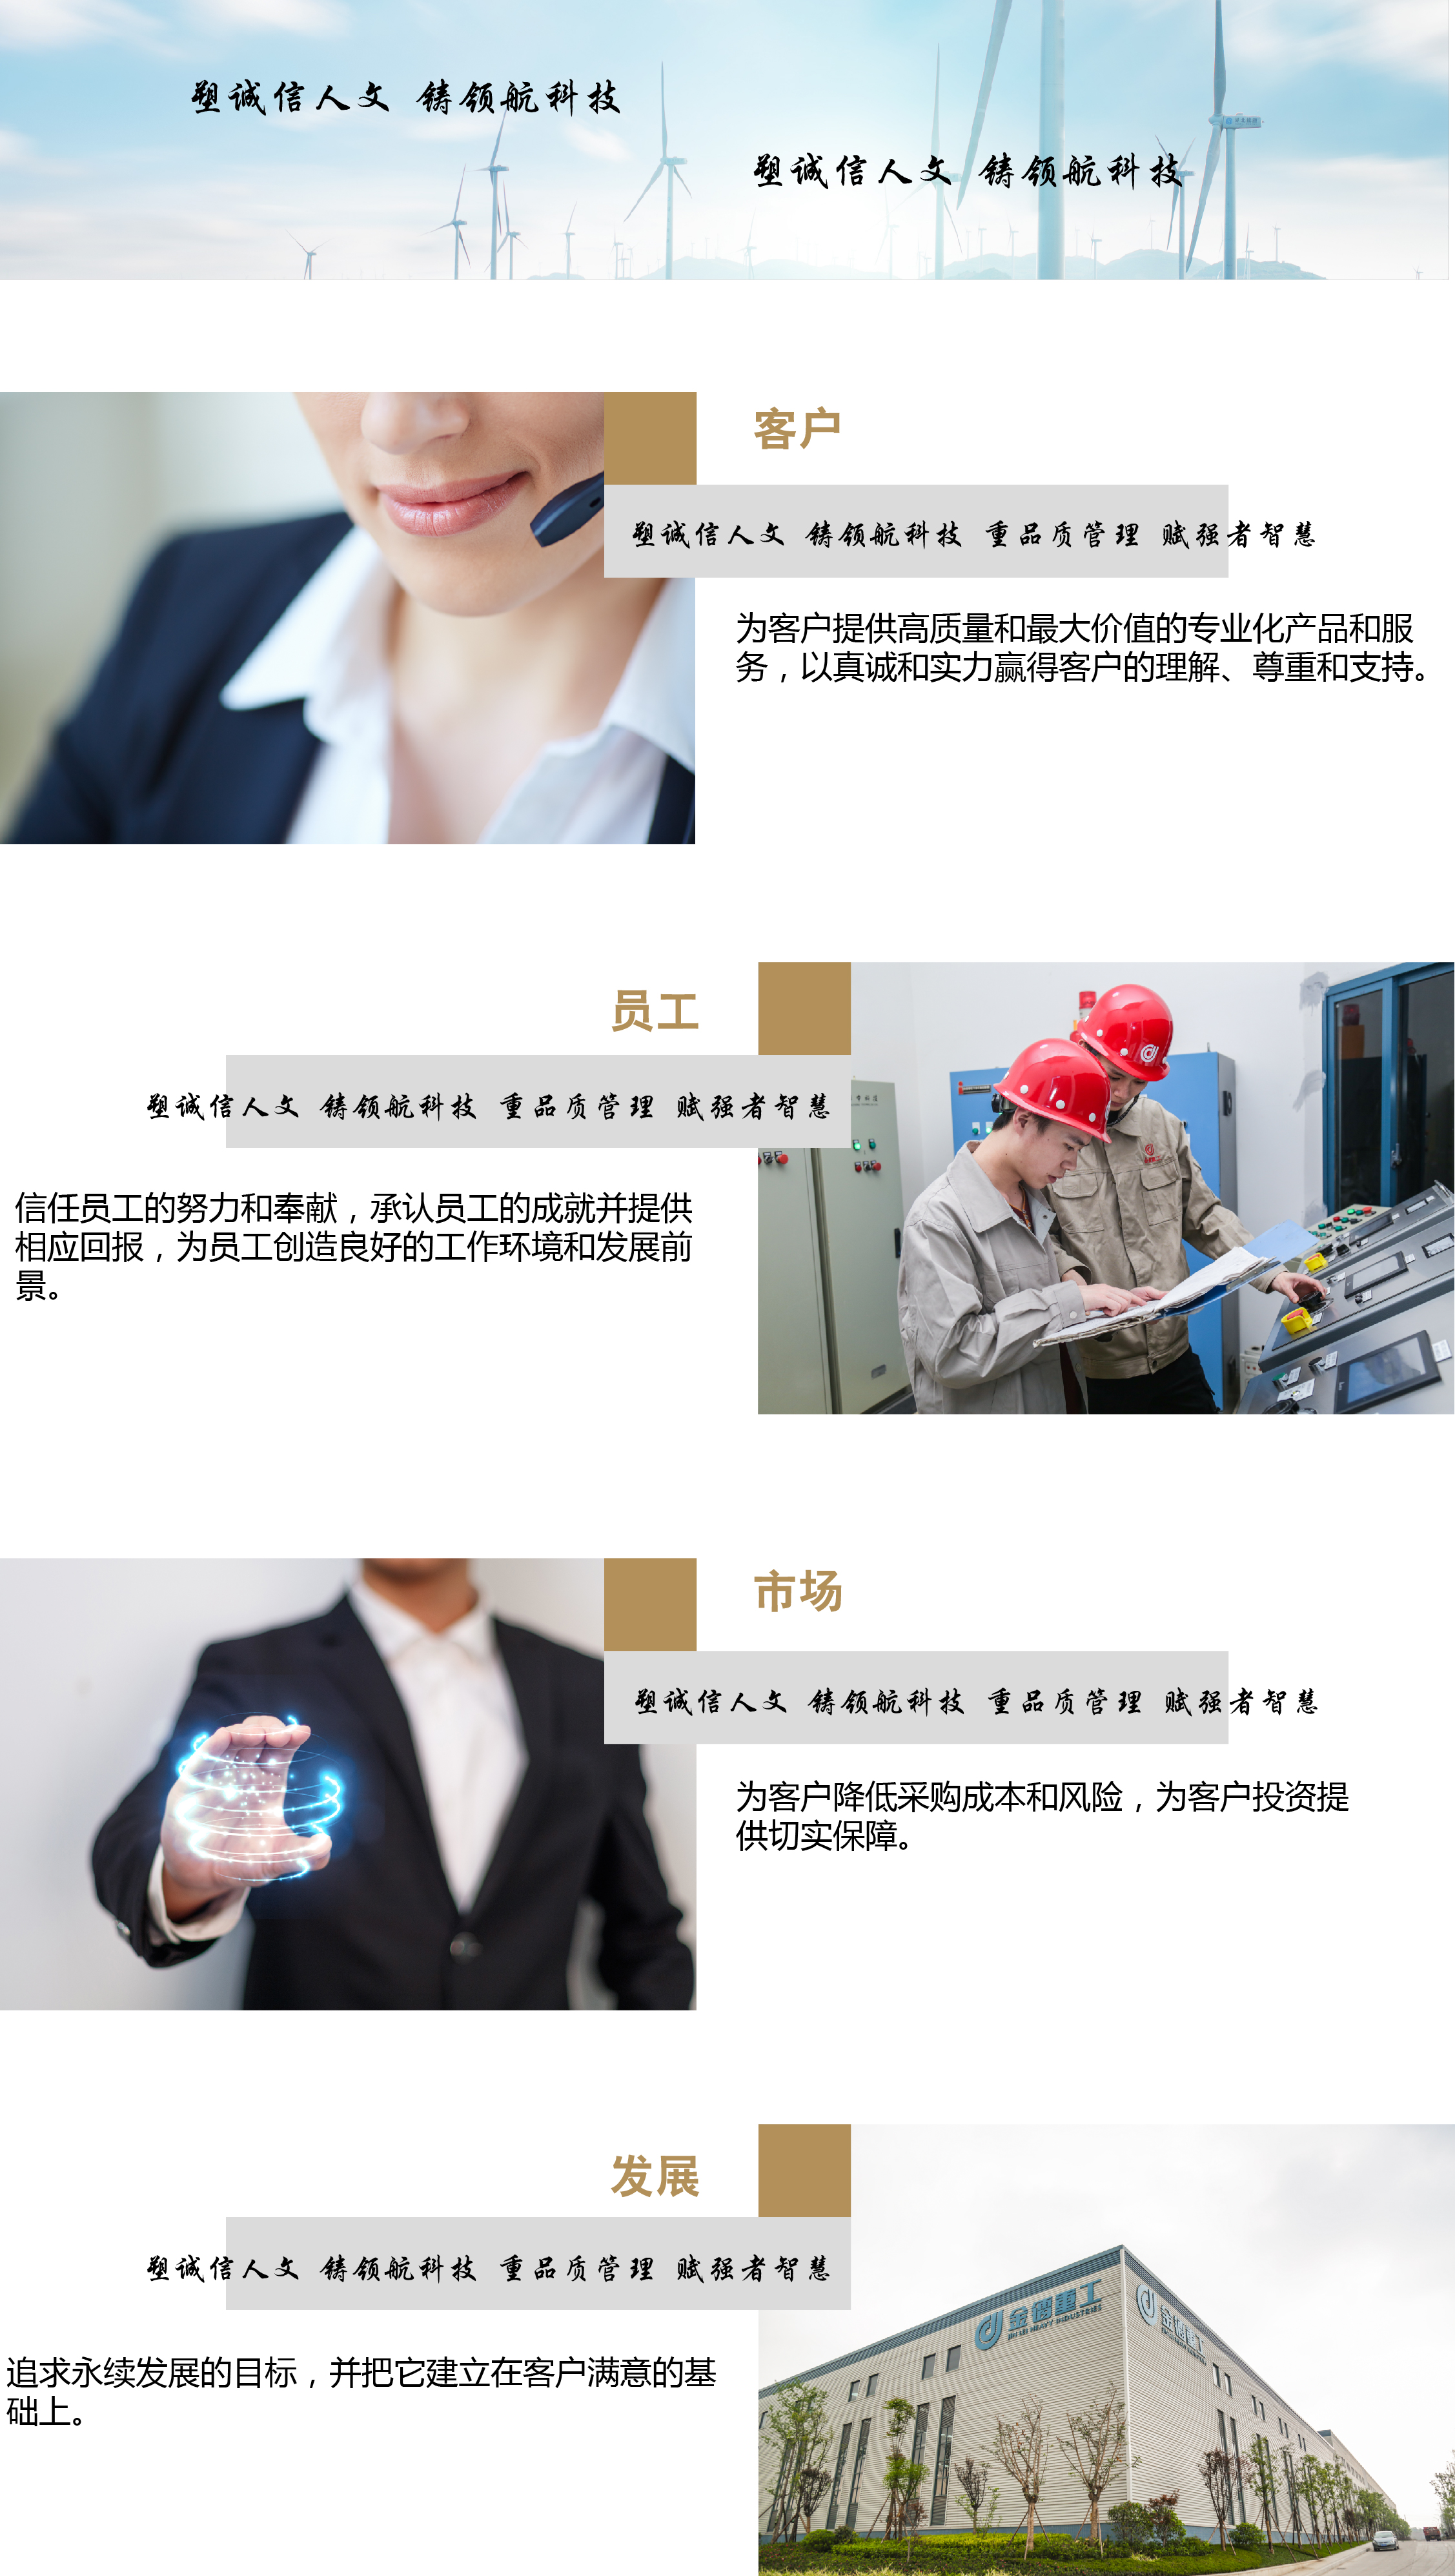 塑诚信人文 铸领航科技
塑诚信人文 铸领航科技
客户
塑诚信人文 铸领航科技 重品质管理 赋强者智慧
为客户提供高质量和最大价值的专业化产品和服
务，以真诚和实力赢得客户的理解、尊重和支持。
员工
塑诚信人文 铸领航科技 重品质管理 赋强者智慧
信任员工的努力和奉献，承认员工的成就并提供
相应回报，为员工创造良好的工作环境和发展前
景。
市场
塑诚信人文 铸领航科技 重品质管理 赋强者智慧
为客户降低采购成本和风险，为客户投资提
供切实保障。
发展
塑诚信人文 铸领航科技 重品质管理 赋强者智慧
追求永续发展的目标，并把它建立在客户满意的基
础上。
金镭重工
JIN LEI HEAVY INDUSTRIES
金镭重工